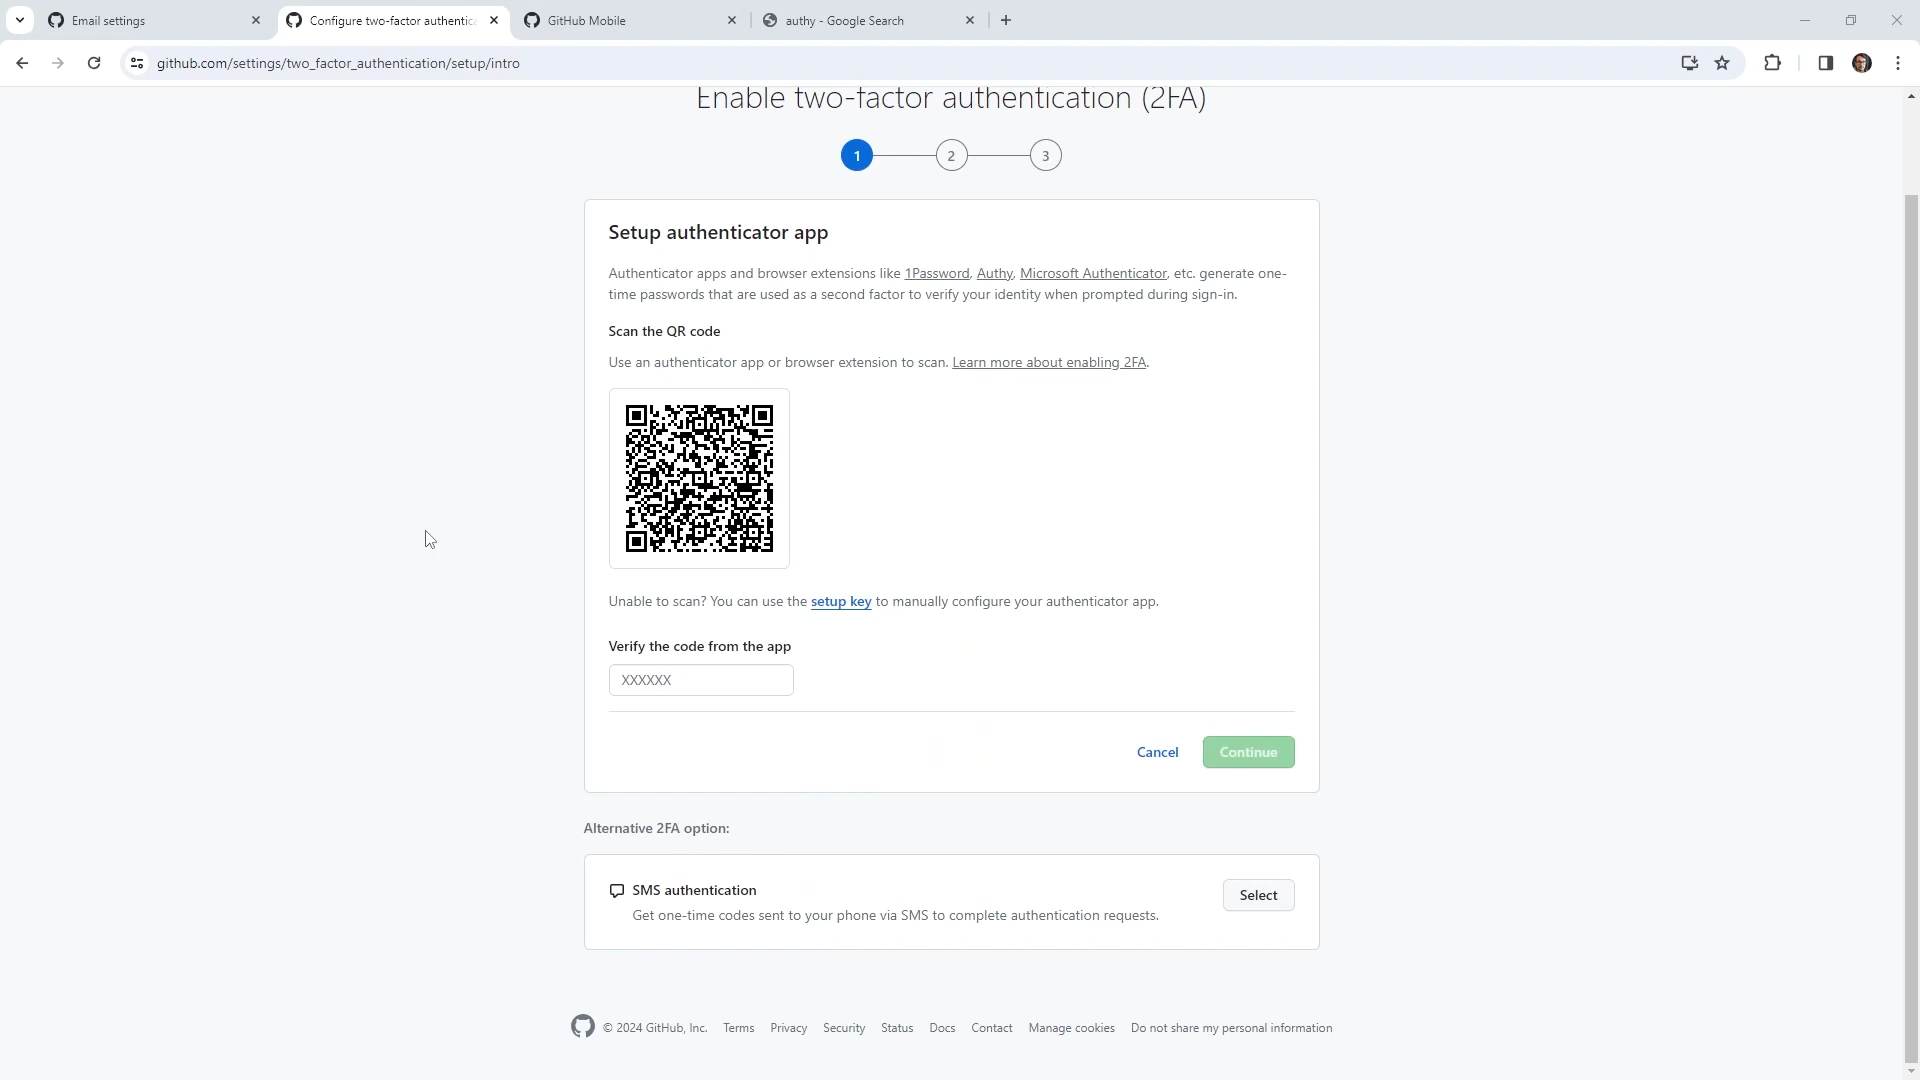 Email settings
Configure two-factor authentica
GitHub Mobile
authy - Google Search
github.com/settings/two_factor_authentication/setup/intro
Enable two-factor authentication (2FA)
1
2
3
Setup authenticator app
Authenticator apps and browser extensions like 1Password, Authy, Microsoft Authenticator, etc. generate one-
time passwords that are used as a second factor to verify your identity when prompted during sign-in.
Scan the QR code
Use an authenticator app or browser extension to scan. Learn more about enabling 2FA.
Unable to scan? You can use the setup key to manually configure your authenticator app.
Verify the code from the app
XXXXXX
Cancel
Continue
Alternative 2FA option:
SMS authentication
Select
Get one-time codes sent to your phone via SMS to complete authentication requests.
© 2024 GitHub, Inc. Terms Privacy Security Status Docs Contact Manage cookies Do not share my personal information